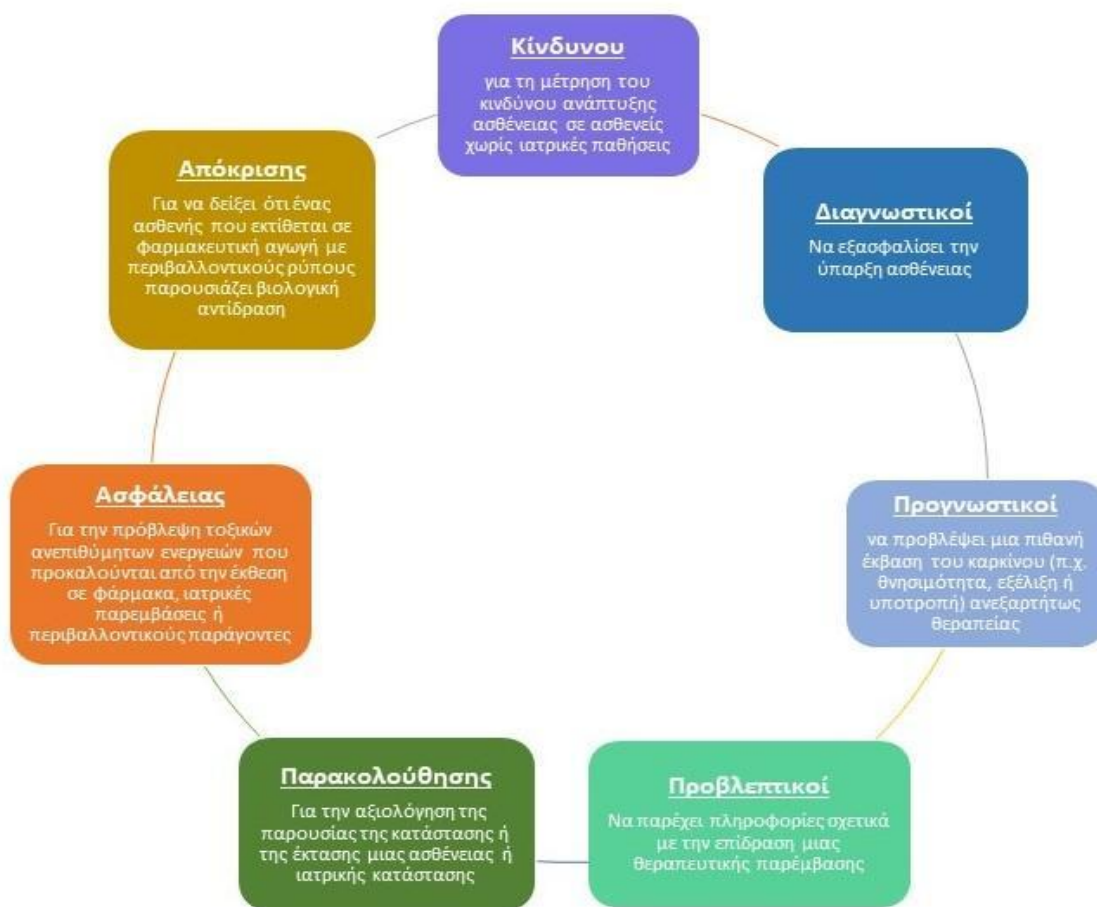 Κίνδυνου
για τη μέτρηση του
κινδύνου ανάπτυξης
ασθένειας σε ασθενείς
χωρίς ιατρικές παθήσεις
Διαγνωστικοί
Να εξασφαλίσει την
ύπαρξη ασθένειας
Προγνωστικοί
να προβλέψει μια πιθανή
έκβαση του καρκίνου (π.χ.
θνησιμότητα, εξέλιξη ή
υποτροπή) ανεξαρτήτως
θεραπείας
Προβλεπτικοί
Να παρέχει πληροφορίες σχετικά
με την επίδραση μιας
θεραπευτικής παρέμβασης
Παρακολούθησης
Για την αξιολόγηση της
παρουσίας της κατάστασης ή
της έκτασης μιας ασθένειας ή
ιατρικής κατάστασης
Ασφάλειας
Για την πρόβλεψη τοξικών
ανεπιθύμητων ενεργειών που
προκαλούνται από την έκθεση
σε φάρμακα, ιατρικές
παρεμβάσεις ή
περιβαλλοντικούς παράγοντες
Απόκρισης
Για να δείξει ότι ένας
ασθενής που εκτίθεται σε
φαρμακευτική αγωγή με
περιβαλλοντικούς ρύπους
παρουσιάζει βιολογική
αντίδραση